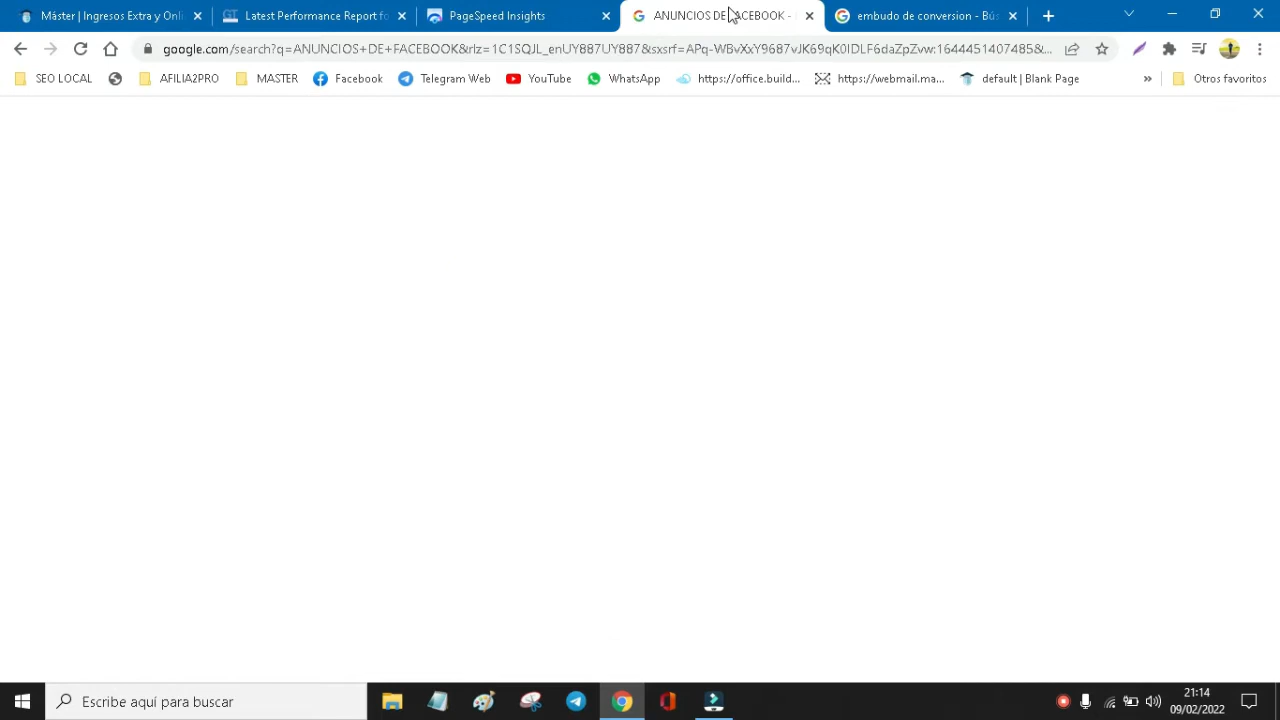 Máster | Ingresos Extra y Onli
Latest Performance Report fo
PageSpeed Insights
ANUNCIOS DE FACEBOOK -
embudo de conversion - Bús
google.com/search?q=ANUNCIOS+DE+FACEBOOK&rlz=1C1SQJL_enUY887UY887&sxsrf=APq-WBvXxY9687vJK69qK0IDLF6daZpZvw:1644451407485&...
SEO LOCAL
AFILIA2PRO
MASTER
Facebook
Telegram Web
YouTube
WhatsApp
https://office.build...
https://webmail.ma...
default | Blank Page
»
Otros favoritos
Escribe aquí para buscar
21:14
09/02/2022